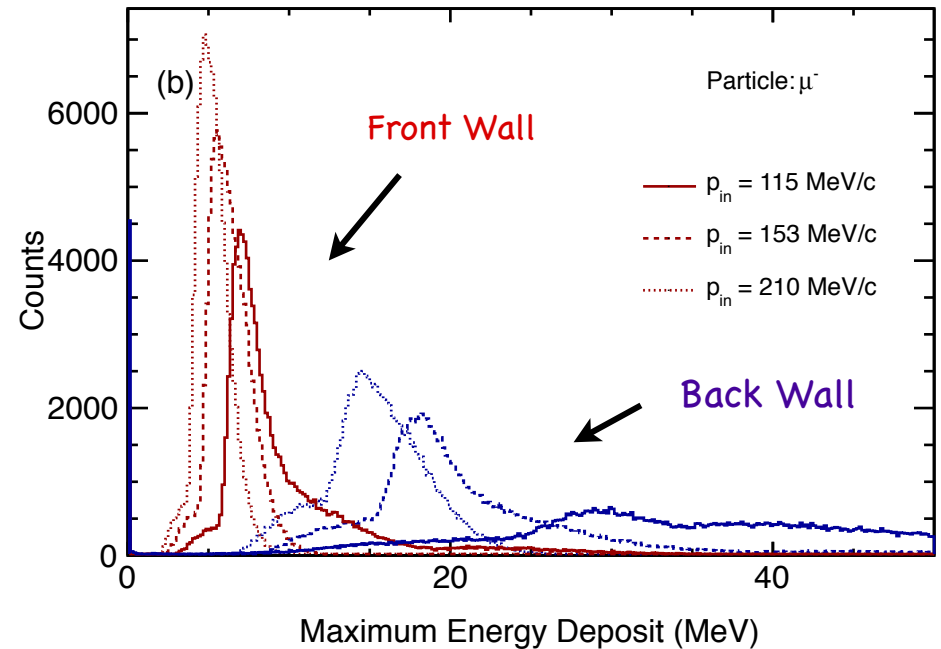 (b)
Particle: μ⁻
Front Wall
p_in = 115 MeV/c
p_in = 153 MeV/c
p_in = 210 MeV/c
Back Wall
Counts
6000
4000
2000
0
0 20 40
Maximum Energy Deposit (MeV)